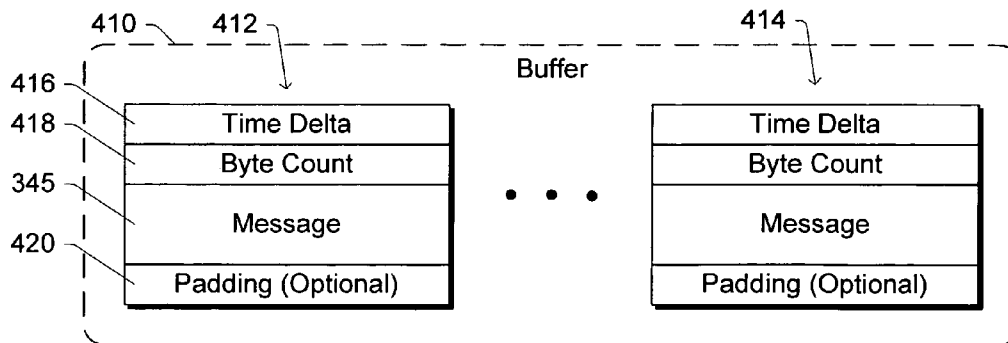 410
412
414
Buffer
416
Time Delta
Time Delta
418
Byte Count
Byte Count
345
Message
Message
420
Padding (Optional)
Padding (Optional)